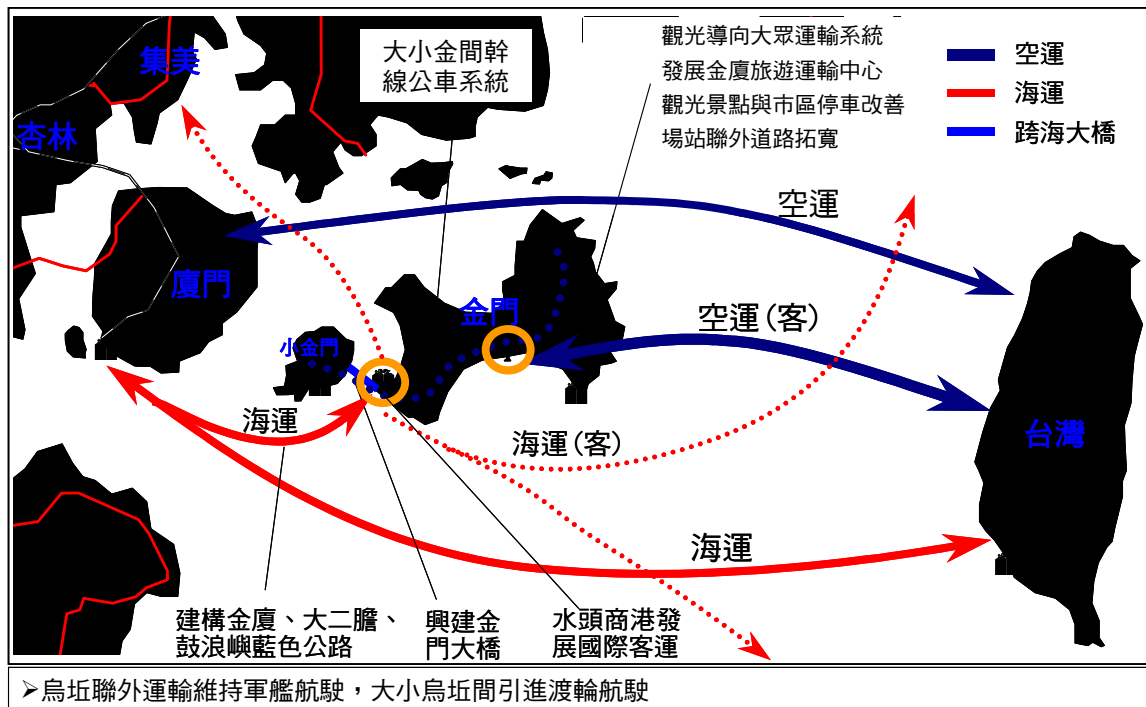 集美
杏林
廈門
大小金間幹
線公車系統
觀光導向大眾運輸系統
發展金廈旅遊運輸中心
觀光景點與市區停車改善
場站聯外道路拓寬
空運
海運
跨海大橋
空運
金門
空運(客)
小金門
海運
海運(客)
台灣
海運
建構金廈、大二膽、
鼓浪嶼藍色公路
興建金
門大橋
水頭商港發
展國際客運
➢烏坵聯外運輸維持軍艦航駛，大小烏坵間引進渡輪航駛